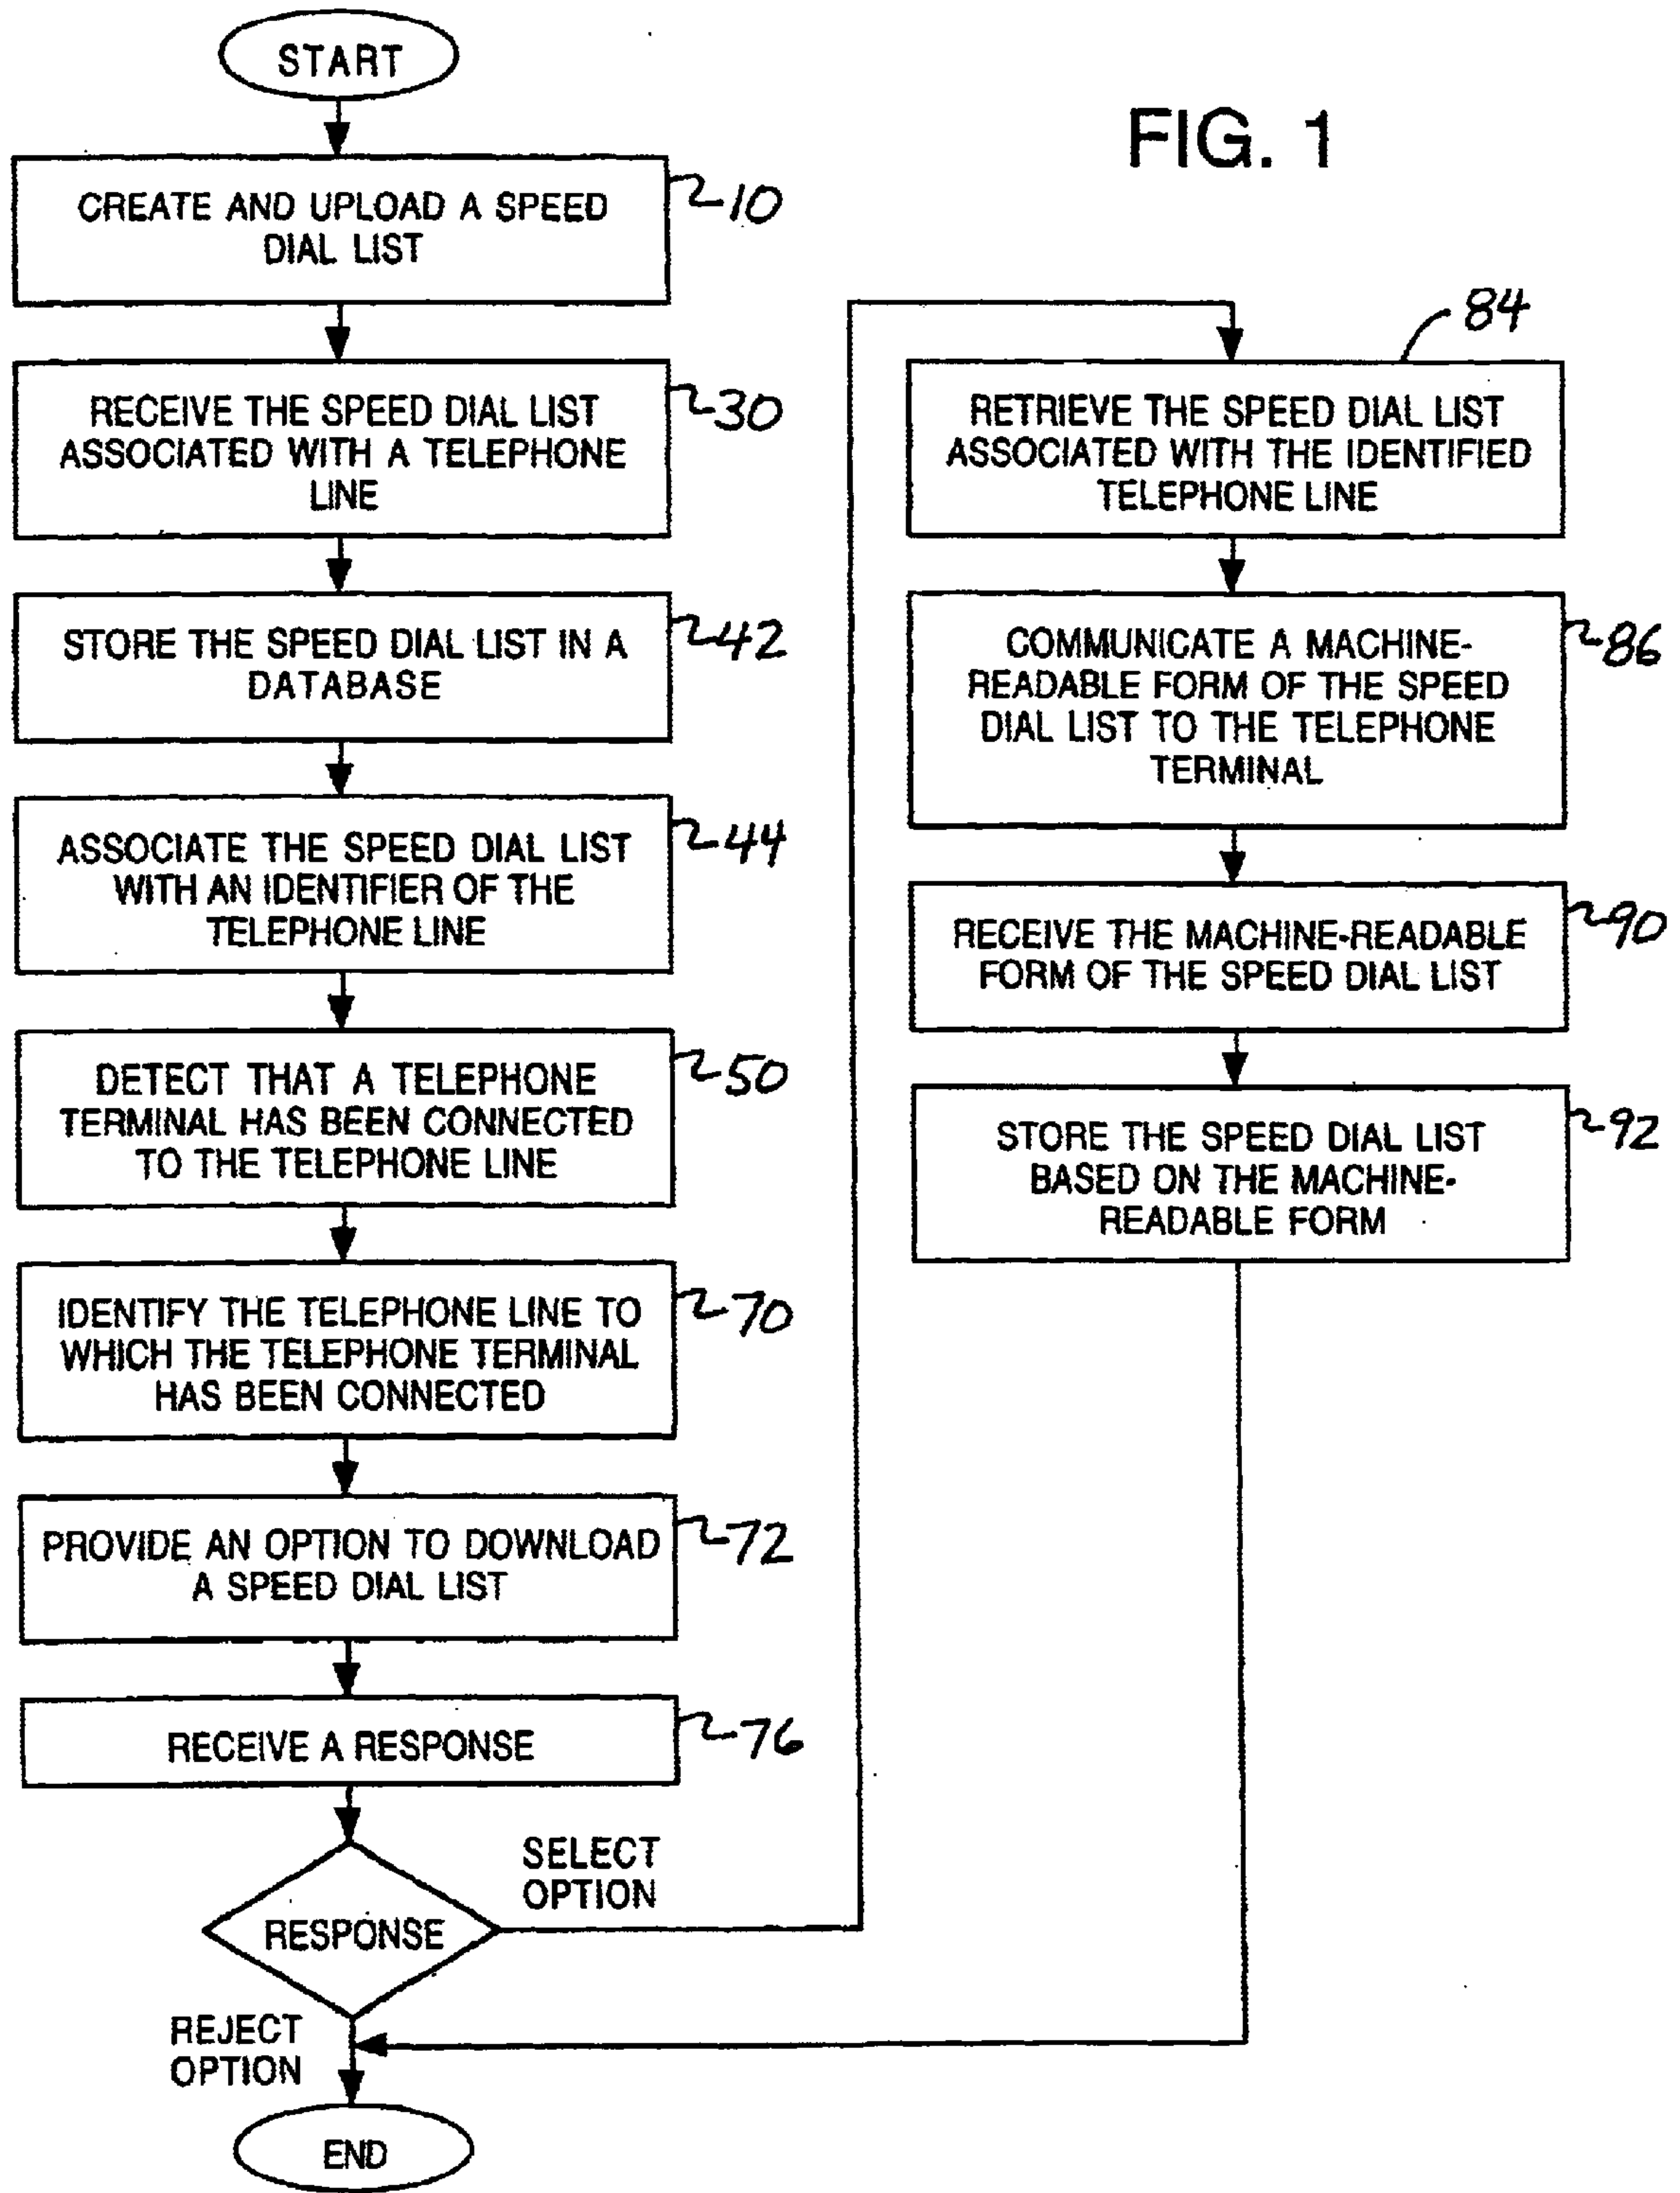 START
FIG. 1
CREATE AND UPLOAD A SPEED
DIAL LIST
10
RECEIVE THE SPEED DIAL LIST
ASSOCIATED WITH A TELEPHONE
LINE
30
STORE THE SPEED DIAL LIST IN A
DATABASE
42
ASSOCIATE THE SPEED DIAL LIST
WITH AN IDENTIFIER OF THE
TELEPHONE LINE
44
DETECT THAT A TELEPHONE
TERMINAL HAS BEEN CONNECTED
TO THE TELEPHONE LINE
50
IDENTIFY THE TELEPHONE LINE TO
WHICH THE TELEPHONE TERMINAL
HAS BEEN CONNECTED
70
PROVIDE AN OPTION TO DOWNLOAD
A SPEED DIAL LIST
72
RECEIVE A RESPONSE
76
RESPONSE
SELECT
OPTION
REJECT
OPTION
END
84
RETRIEVE THE SPEED DIAL LIST
ASSOCIATED WITH THE IDENTIFIED
TELEPHONE LINE
COMMUNICATE A MACHINE-
READABLE FORM OF THE SPEED
DIAL LIST TO THE TELEPHONE
TERMINAL
86
RECEIVE THE MACHINE-READABLE
FORM OF THE SPEED DIAL LIST
90
STORE THE SPEED DIAL LIST
BASED ON THE MACHINE-
READABLE FORM
92